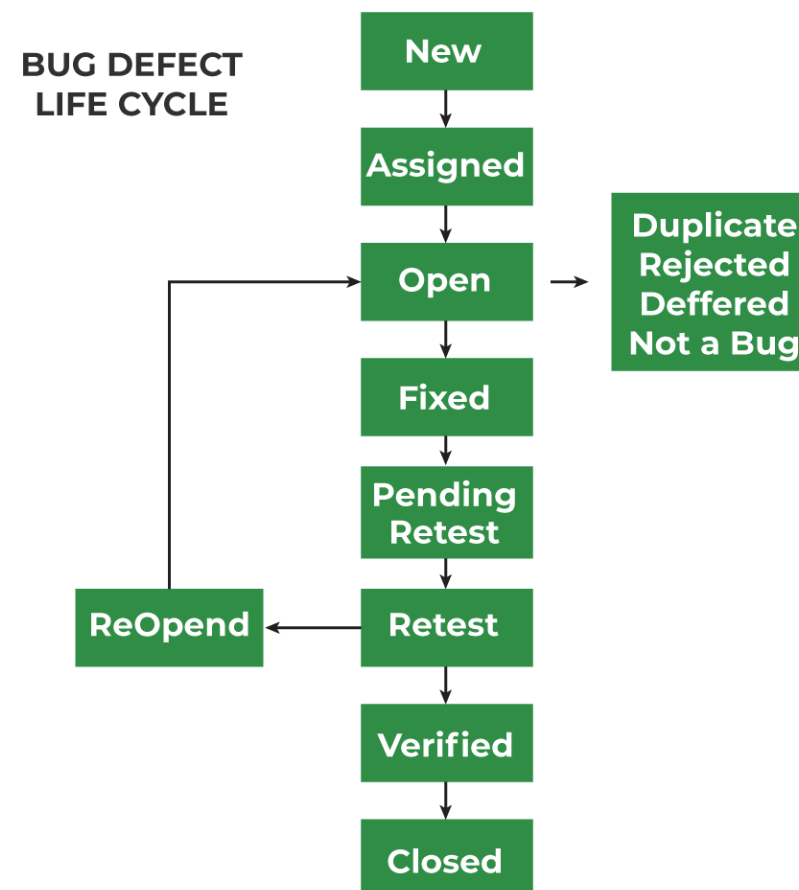 BUG DEFECT
LIFE CYCLE
New
Assigned
Open
Duplicate
Rejected
Deffered
Not a Bug
Fixed
Pending
Retest
ReOpend
Retest
Verified
Closed